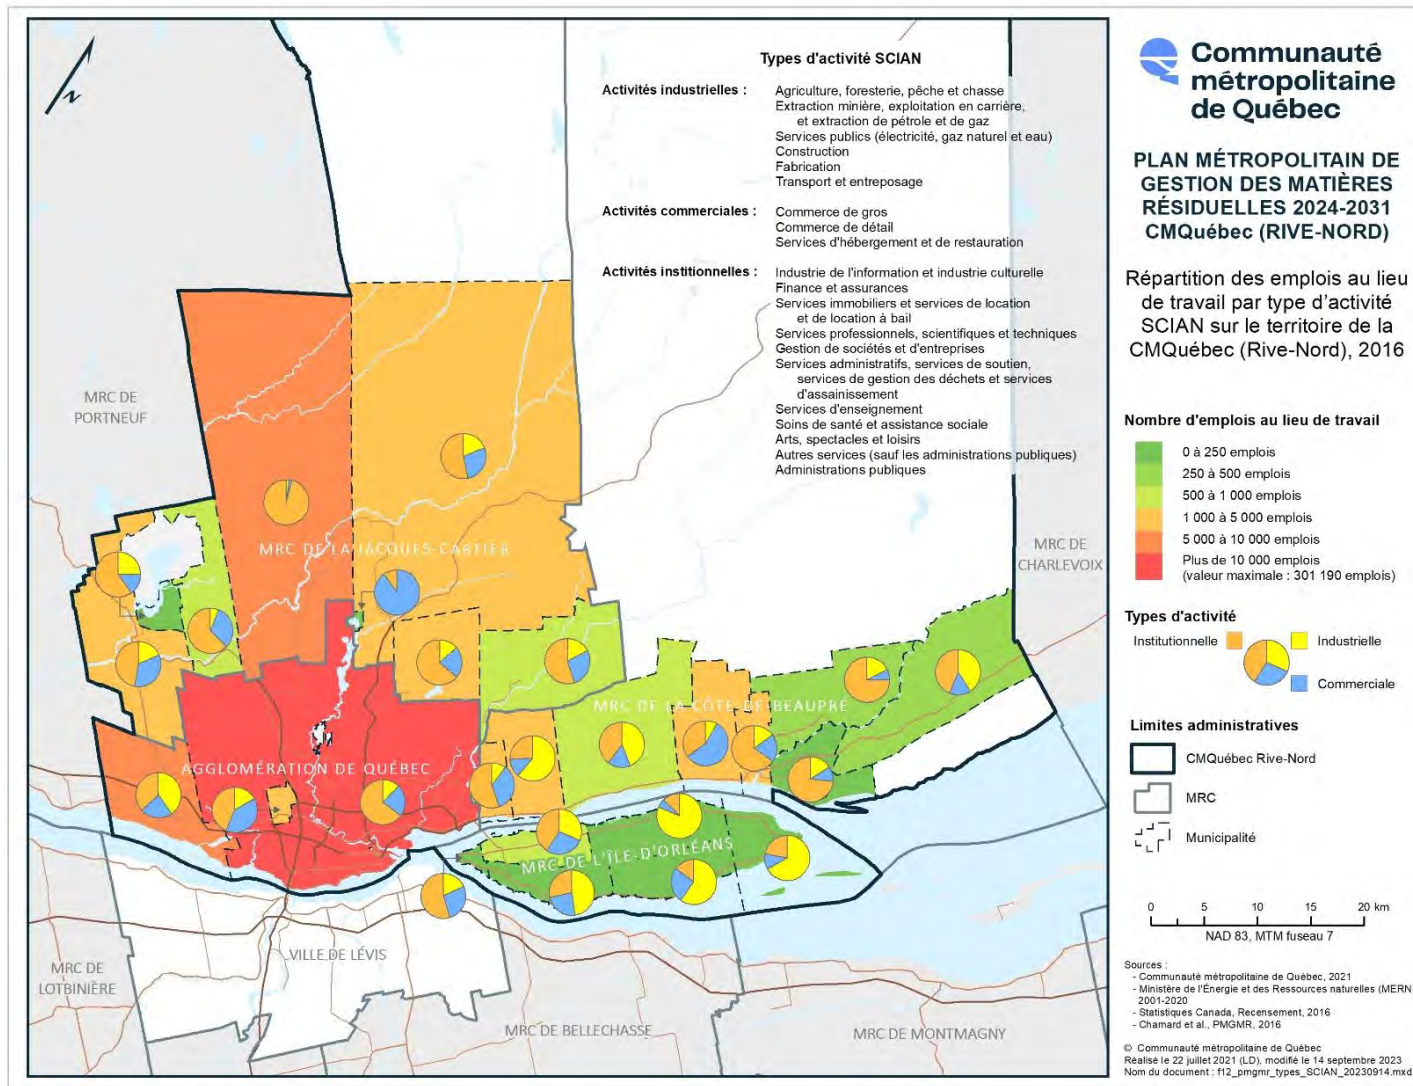 Types d'activité SCIAN
Activités industrielles :
Agriculture, foresterie, pêche et chasse
Extraction minière, exploitation en carrière,
et extraction de pétrole et de gaz
Services publics (électricité, gaz naturel et eau)
Construction
Fabrication
Transport et entreposage
Activités commerciales :
Commerce de gros
Commerce de détail
Services d'hébergement et de restauration
Activités institutionnelles :
Industrie de l'information et industrie culturelle
Finance et assurances
Services immobiliers et services de location
et de location à bail
Services professionnels, scientifiques et techniques
Gestion de sociétés et d'entreprises
Services administratifs, services de soutien,
services de gestion des déchets et services
d'assainissement
Services d'enseignement
Soins de santé et assistance sociale
Arts, spectacles et loisirs
Autres services (sauf les administrations publiques)
Administrations publiques
N
MRC DE
PORTNEUF
MRC DE LA JACQUES-CARTIER
MRC DE
CHARLEVOIX
MRC DE LA CÔTE-DE-BEAUPRÉ
AGGLOMÉRATION DE QUÉBEC
MRC DE L'ÎLE-D'ORLÉANS
VILLE DE LÉVIS
MRC DE
LOTBINIÈRE
MRC DE BELLECHASSE
MRC DE MONTMAGNY
Communauté
métropolitaine
de Québec
PLAN MÉTROPOLITAIN DE
GESTION DES MATIÈRES
RÉSIDUELLES 2024-2031
CMQuébec (RIVE-NORD)
Répartition des emplois au lieu
de travail par type d'activité
SCIAN sur le territoire de la
CMQuébec (Rive-Nord), 2016
Nombre d'emplois au lieu de travail
0 à 250 emplois
250 à 500 emplois
500 à 1 000 emplois
1 000 à 5 000 emplois
5 000 à 10 000 emplois
Plus de 10 000 emplois
(valeur maximale : 301 190 emplois)
Types d'activité
Institutionnelle
Industrielle
Commerciale
Limites administratives
CMQuébec Rive-Nord
MRC
Municipalité
0 5 10 15 20 km
NAD 83, MTM fuseau 7
Sources :
- Communauté métropolitaine de Québec, 2021
- Ministère de l'Énergie et des Ressources naturelles (MERN
2001-2020
- Statistiques Canada, Recensement, 2016
- Chamard et al., PMGMR, 2016
© Communauté métropolitaine de Québec
Réalisé le 22 juillet 2021 (LD), modifié le 14 septembre 2023
Nom du document : f12_pmgmr_types_SCIAN_20230914.mxd